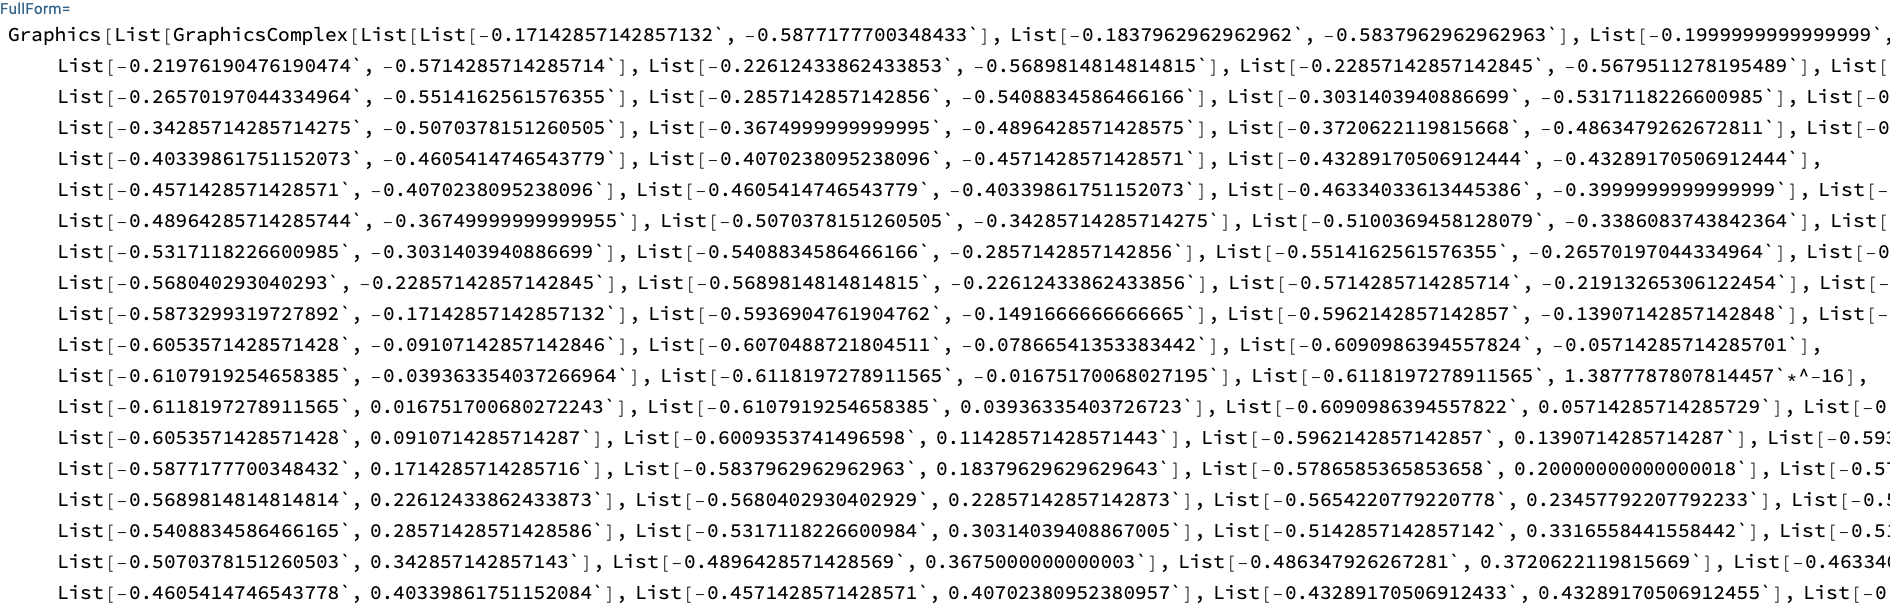 FullForm=
Graphics[List[GraphicsComplex[List[List[-0.17142857142857132`, -0.5877177700348433`], List[-0.1837962962962962`, -0.5837962962962963`], List[-0.1999999999999999`,
List[-0.21976190476190474`, -0.5714285714285714`], List[-0.22612433862433853`, -0.5689814814814815`], List[-0.22857142857142845`, -0.5679511278195489`], List[
List[-0.26570197044334964`, -0.5514162561576355`], List[-0.2857142857142856`, -0.5408834586466166`], List[-0.3031403940886699`, -0.5317118226600985`], List[-0
List[-0.34285714285714275`, -0.5070378151260505`], List[-0.3674999999999995`, -0.4896428571428575`], List[-0.3720622119815668`, -0.4863479262672811`], List[-0
List[-0.40339861751152073`, -0.4605414746543779`], List[-0.4070238095238096`, -0.4571428571428571`], List[-0.43289170506912444`, -0.43289170506912444`],
List[-0.4571428571428571`, -0.4070238095238096`], List[-0.4605414746543779`, -0.40339861751152073`], List[-0.46334033613445386`, -0.3999999999999999`], List[-
List[-0.48964285714285744`, -0.36749999999999955`], List[-0.5070378151260505`, -0.34285714285714275`], List[-0.5100369458128079`, -0.3386083743842364`], List[
List[-0.5317118226600985`, -0.3031403940886699`], List[-0.5408834586466166`, -0.2857142857142856`], List[-0.5514162561576355`, -0.26570197044334964`], List[-0
List[-0.568040293040293`, -0.22857142857142845`], List[-0.5689814814814815`, -0.22612433862433856`], List[-0.5714285714285714`, -0.21913265306122454`], List[-
List[-0.5873299319727892`, -0.17142857142857132`], List[-0.5936904761904762`, -0.1491666666666665`], List[-0.5962142857142857`, -0.13907142857142848`], List[-
List[-0.6053571428571428`, -0.09107142857142846`], List[-0.6070488721804511`, -0.07866541353383442`], List[-0.6090986394557824`, -0.05714285714285701`],
List[-0.6107919254658385`, -0.039363354037266964`], List[-0.6118197278911565`, -0.01675170068027195`], List[-0.6118197278911565`, 1.3877787807814457`*^-16],
List[-0.6118197278911565`, 0.016751700680272243`], List[-0.6107919254658385`, 0.03936335403726723`], List[-0.6090986394557822`, 0.05714285714285729`], List[-0
List[-0.6053571428571428`, 0.0910714285714287`], List[-0.6009353741496598`, 0.11428571428571443`], List[-0.5962142857142857`, 0.1390714285714287`], List[-0.593
List[-0.5877177700348432`, 0.1714285714285716`], List[-0.5837962962962963`, 0.18379629629629643`], List[-0.5786585365853658`, 0.20000000000000018`], List[-0.57
List[-0.5689814814814814`, 0.22612433862433873`], List[-0.5680402930402929`, 0.22857142857142873`], List[-0.5654220779220778`, 0.23457792207792233`], List[-0.5
List[-0.5408834586466165`, 0.28571428571428586`], List[-0.5317118226600984`, 0.30314039408867005`], List[-0.5142857142857142`, 0.3316558441558442`], List[-0.51
List[-0.5070378151260503`, 0.342857142857143`], List[-0.4896428571428569`, 0.3675000000000003`], List[-0.486347926267281`, 0.3720622119815669`], List[-0.46334
List[-0.4605414746543778`, 0.40339861751152084`], List[-0.4571428571428571`, 0.40702380952380957`], List[-0.43289170506912433`, 0.43289170506912455`], List[-0